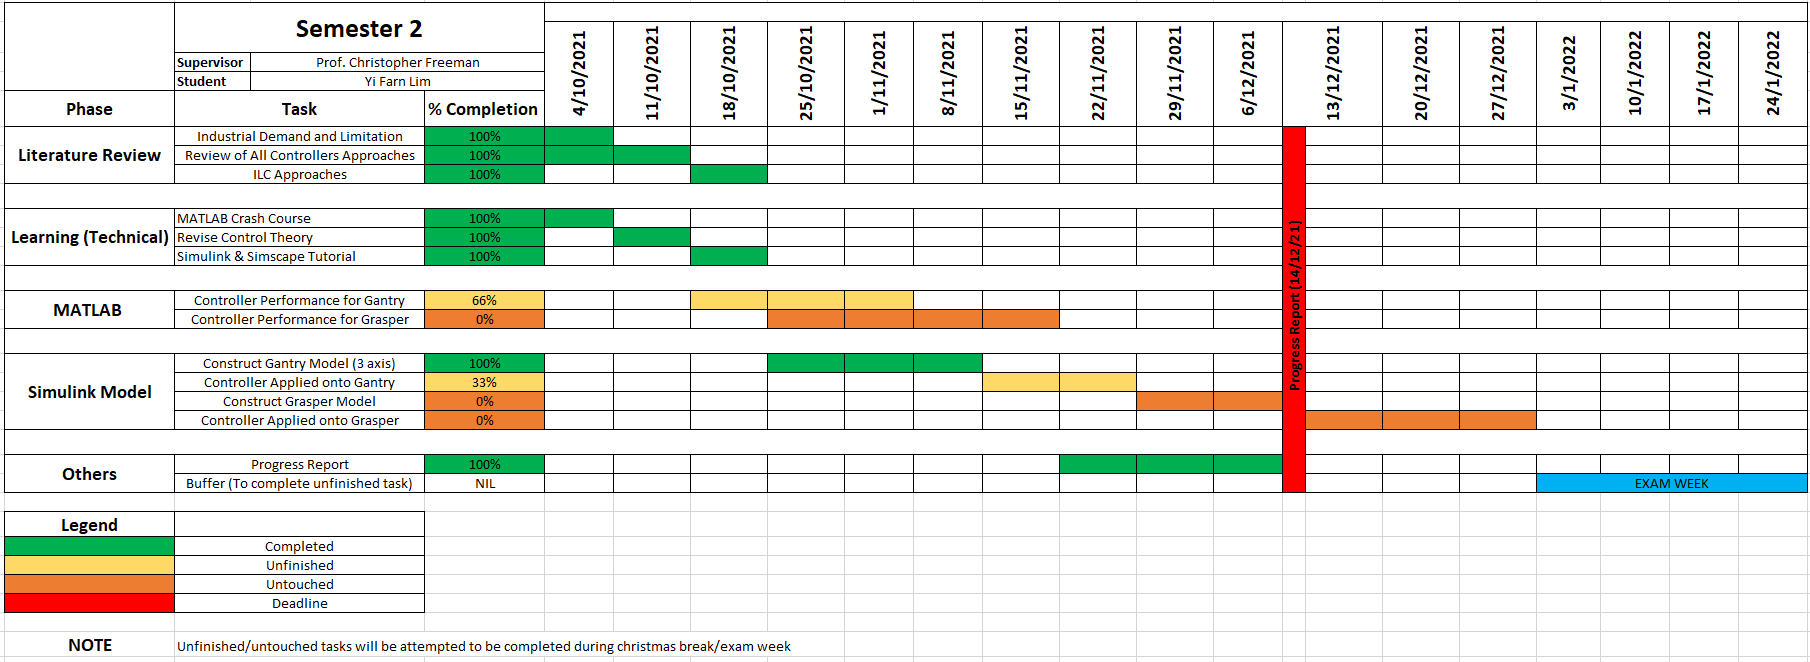 Semester 2
Supervisor Prof. Christopher Freeman
Student Yi Farn Lim
Phase Task % Completion 4/10/2021 11/10/2021 18/10/2021 25/10/2021 1/11/2021 8/11/2021 15/11/2021 22/11/2021 29/11/2021 6/12/2021 13/12/2021 20/12/2021 27/12/2021 3/1/2022 10/1/2022 17/1/2022 24/1/2022
Literature Review
Industrial Demand and Limitation 100%
Review of All Controllers Approaches 100%
ILC Approaches 100%
Learning (Technical)
MATLAB Crash Course 100%
Revise Control Theory 100%
Simulink & Simscape Tutorial 100%
Progress Report (14/12/21)
MATLAB
Controller Performance for Gantry 66%
Controller Performance for Grasper 0%
Simulink Model
Construct Gantry Model (3 axis) 100%
Controller Applied onto Gantry 33%
Construct Grasper Model 0%
Controller Applied onto Grasper 0%
Others
Progress Report 100%
Buffer (To complete unfinished task) NIL EXAM WEEK
Legend
Completed
Unfinished
Untouched
Deadline
NOTE Unfinished/untouched tasks will be attempted to be completed during christmas break/exam week